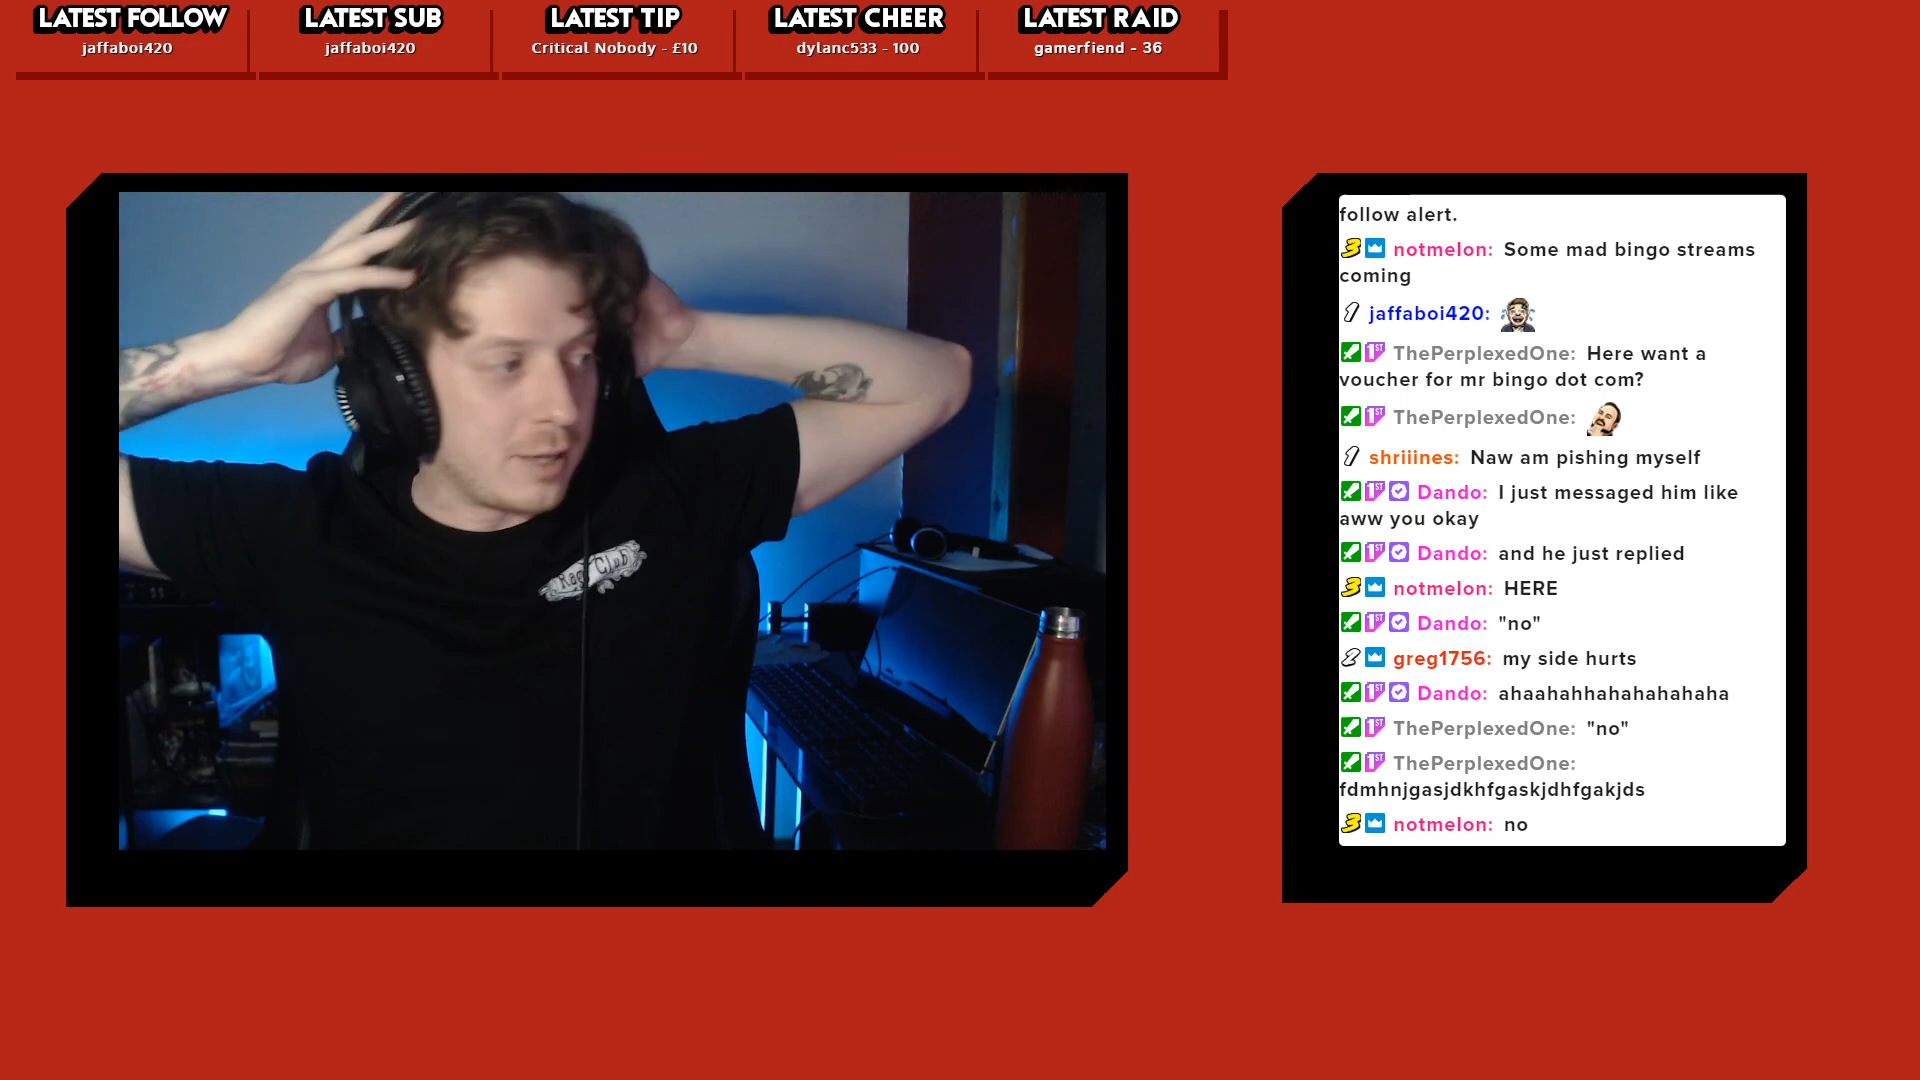 LATEST FOLLOW
jaffaboi420
LATEST SUB
jaffaboi420
LATEST TIP
Critical Nobody - £10
LATEST CHEER
dylanc533 - 100
LATEST RAID
gamerfiend - 36
Rage Club
follow alert.
notmelon: Some mad bingo streams
coming
jaffaboi420:
ThePerplexedOne: Here want a
voucher for mr bingo dot com?
ThePerplexedOne:
shriiines: Naw am pishing myself
Dando: I just messaged him like
aww you okay
Dando: and he just replied
notmelon: HERE
Dando: "no"
greg1756: my side hurts
Dando: ahaahahhahahahahaha
ThePerplexedOne: "no"
ThePerplexedOne:
fdmhnjgasjdkhfgaskjdhfgakjds
notmelon: no